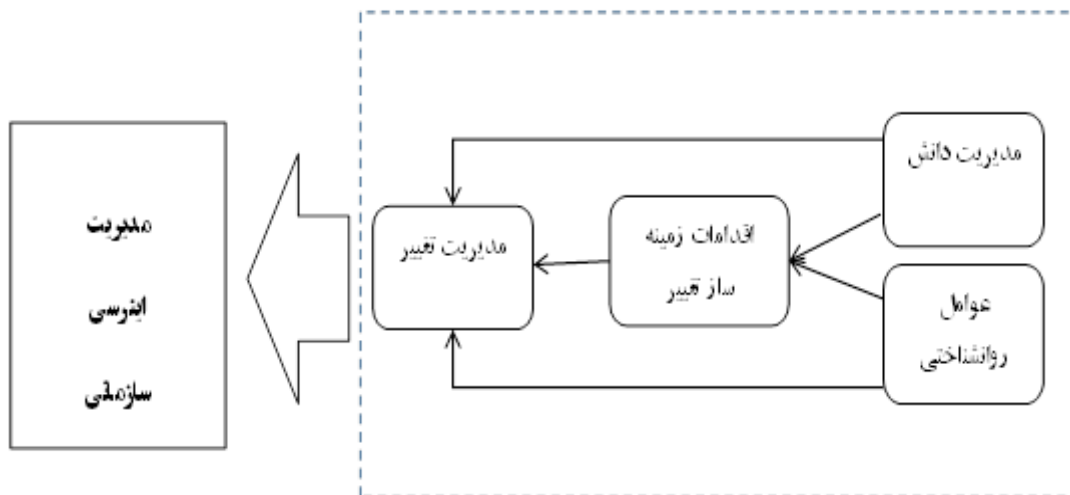 مدیریت دانش
عوامل
روانشناختی
اقدامات زمینه
ساز تغییر
مدیریت تغییر
مدیریت
اینرسی
سازمانی